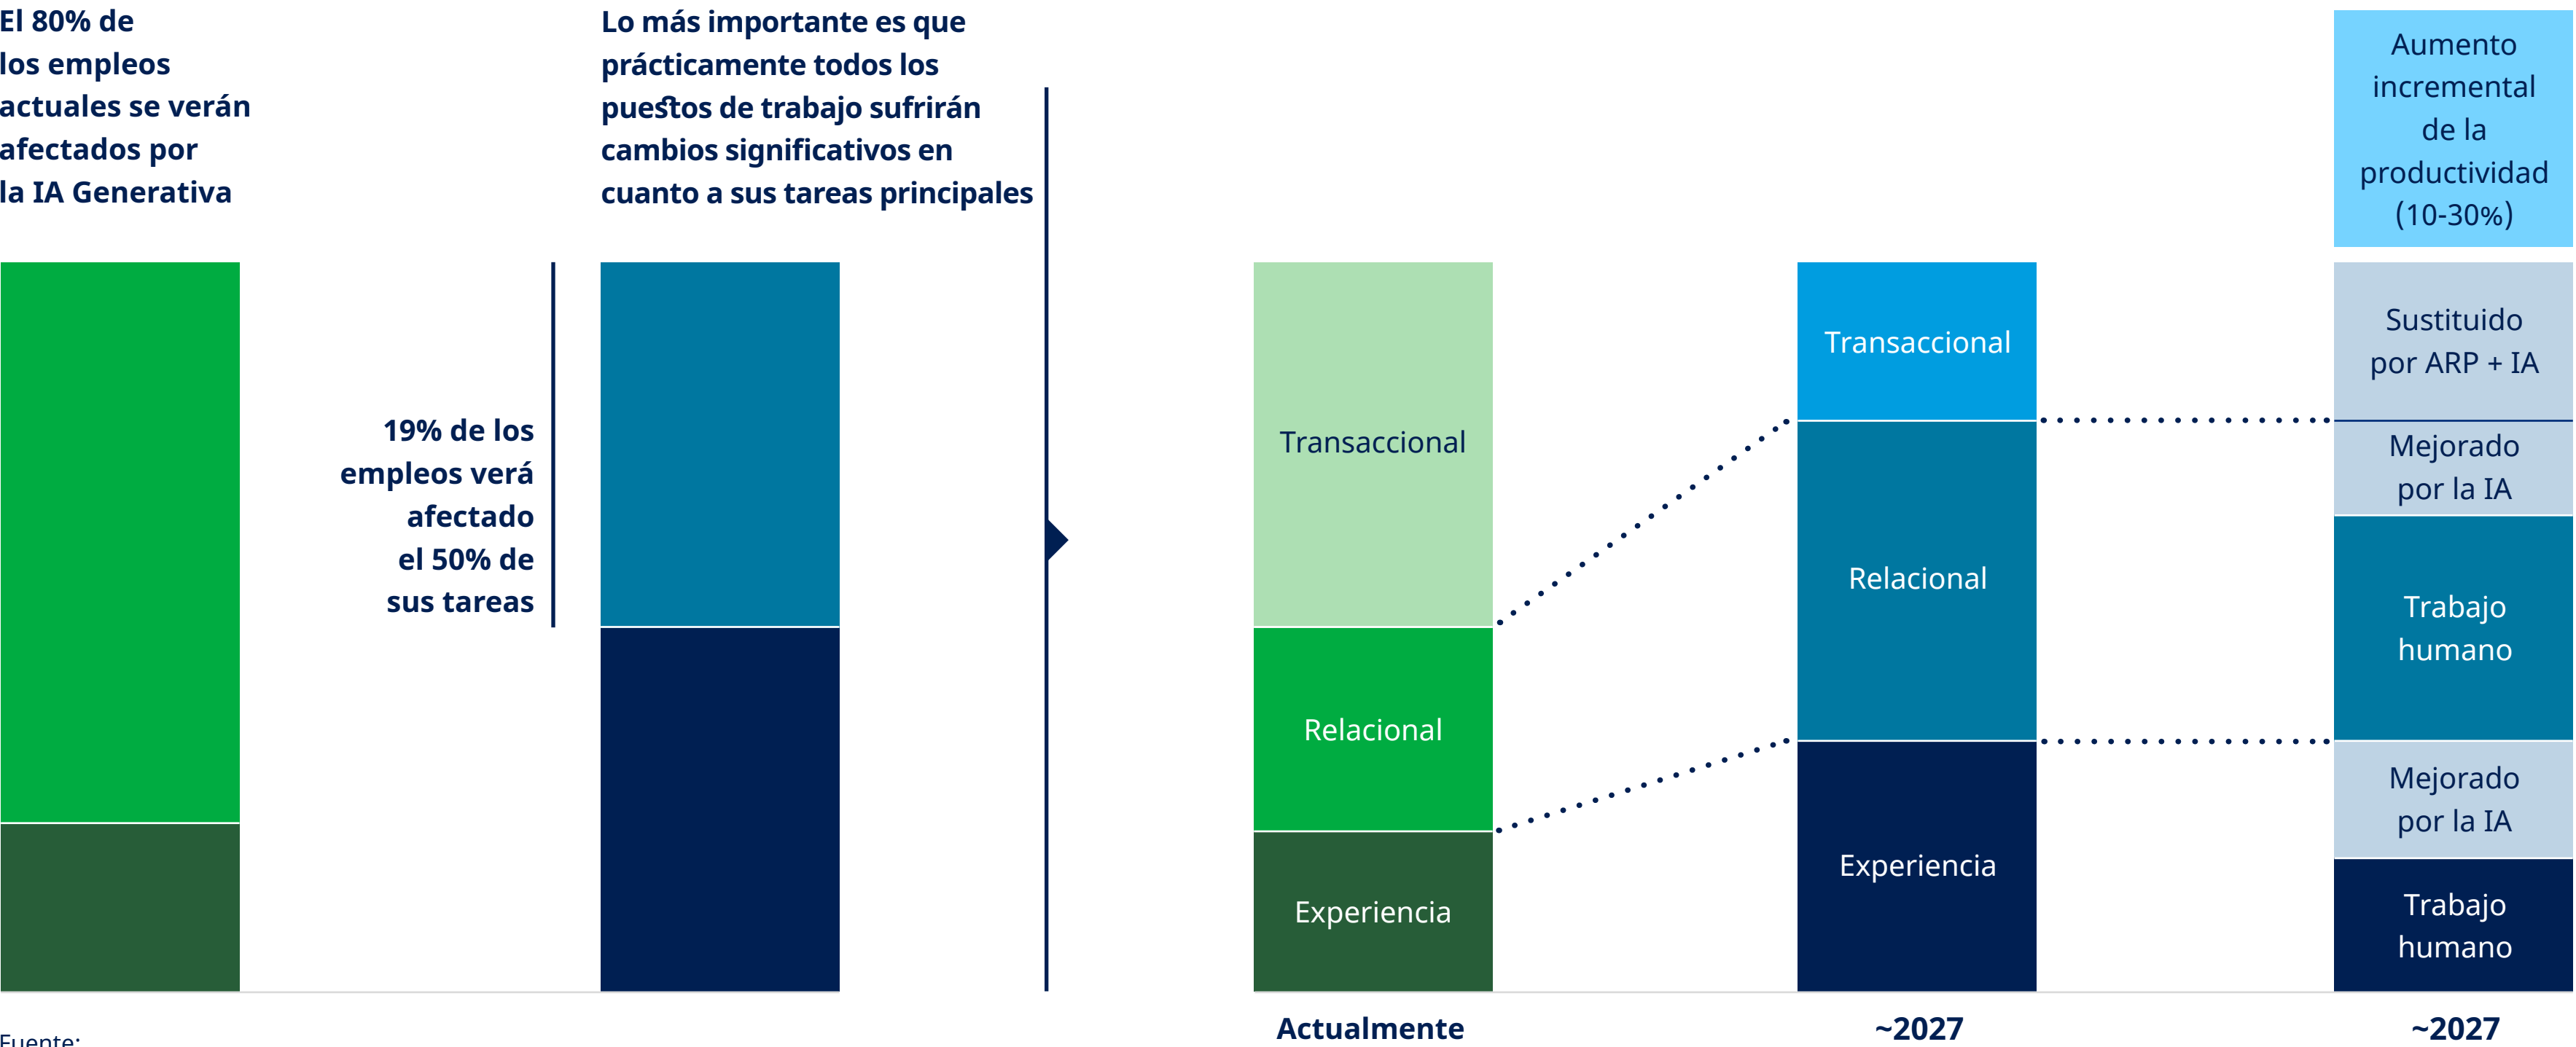 El 80% de
los empleos
actuales se verán
afectados por
la IA Generativa
Lo más importante es que
prácticamente todos los
puestos de trabajo sufrirán
cambios significativos en
cuanto a sus tareas principales
19% de los
empleos verá
afectado
el 50% de
sus tareas
Transaccional
Relacional
Experiencia
Actualmente
Transaccional
Relacional
Experiencia
~2027
Aumento
incremental
de la
productividad
(10-30%)
Sustituido
por ARP + IA
Mejorado
por la IA
Trabajo
humano
Mejorado
por la IA
Trabajo
humano
~2027
Fuente: